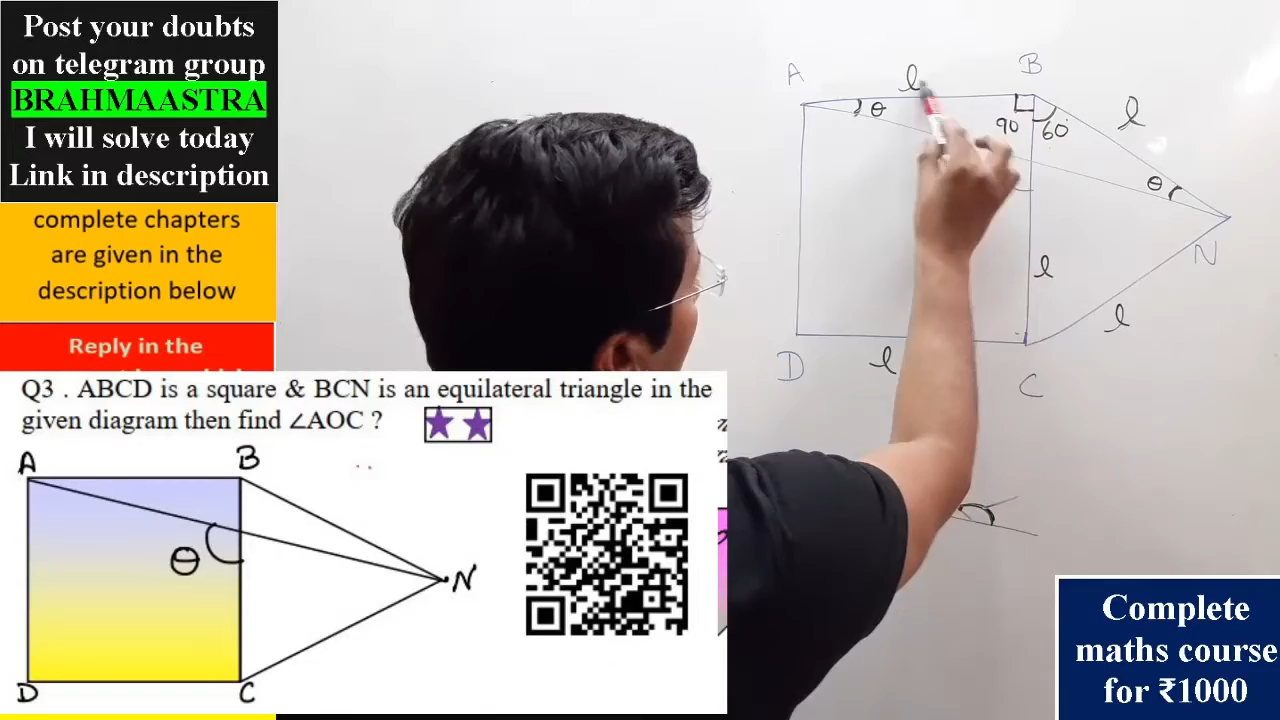 Post your doubts
on telegram group
BRAHMAASTRA
I will solve today
Link in description
complete chapters
are given in the
description below
Reply in the
Q3 . ABCD is a square & BCN is an equilateral triangle in the
given diagram then find ∠AOC ?
A
B
θ
N
D
C
A
l
B
θ
90
60
l
θ
N
l
l
D
l
C
Complete
maths course
for ₹1000